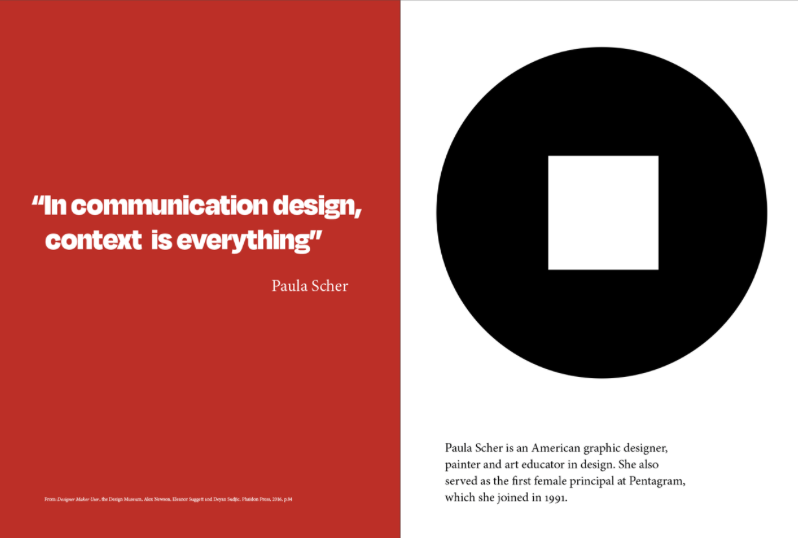 “In communication design,
context is everything”
Paula Scher
From: Designer Maker User, the Design Museum, Alex Newson, Eleanor Suggett and Deyan Sudjic. Phaidon Press, 2016, p.94
Paula Scher is an American graphic designer,
painter and art educator in design. She also
served as the first female principal at Pentagram,
which she joined in 1991.